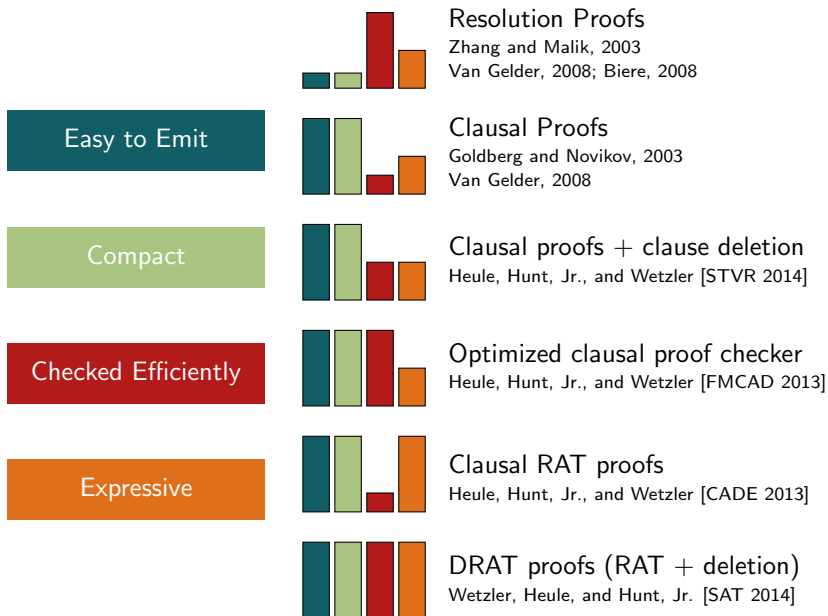 Resolution Proofs
Zhang and Malik, 2003
Van Gelder, 2008; Biere, 2008
Easy to Emit
Clausal Proofs
Goldberg and Novikov, 2003
Van Gelder, 2008
Compact
Clausal proofs + clause deletion
Heule, Hunt, Jr., and Wetzler [STVR 2014]
Checked Efficiently
Optimized clausal proof checker
Heule, Hunt, Jr., and Wetzler [FMCAD 2013]
Expressive
Clausal RAT proofs
Heule, Hunt, Jr., and Wetzler [CADE 2013]
DRAT proofs (RAT + deletion)
Wetzler, Heule, and Hunt, Jr. [SAT 2014]